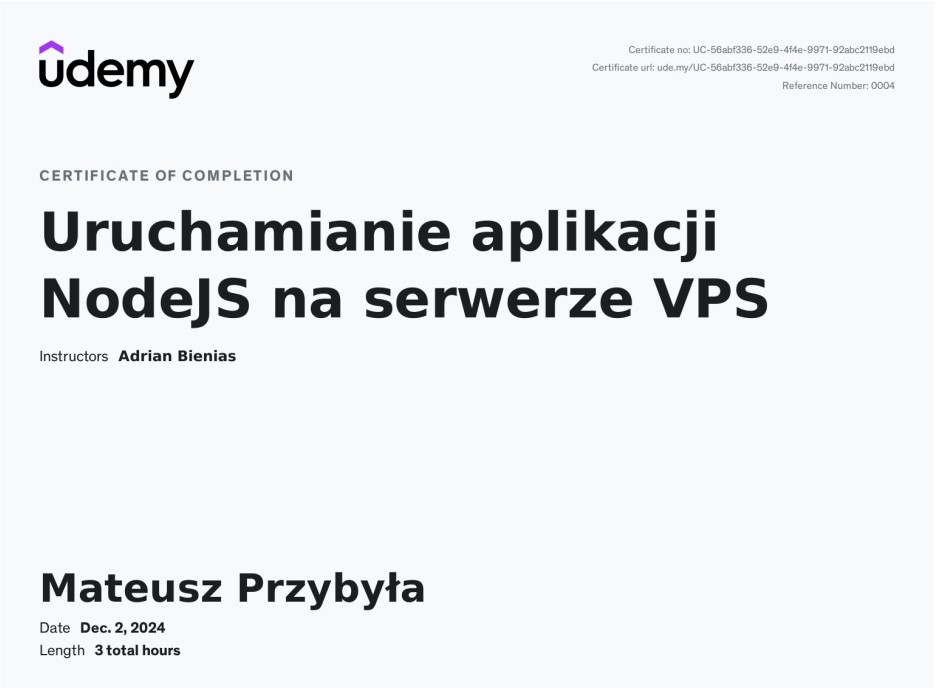 udemy
Certificate no: UC-56abf336-52e9-4f4e-9971-92abc2119ebd
Certificate url: ude.my/UC-56abf336-52e9-4f4e-9971-92abc2119ebd
Reference Number: 0004
CERTIFICATE OF COMPLETION
Uruchamianie aplikacji
NodeJS na serwerze VPS
Instructors Adrian Bienias
Mateusz Przybyła
Date Dec. 2, 2024
Length 3 total hours